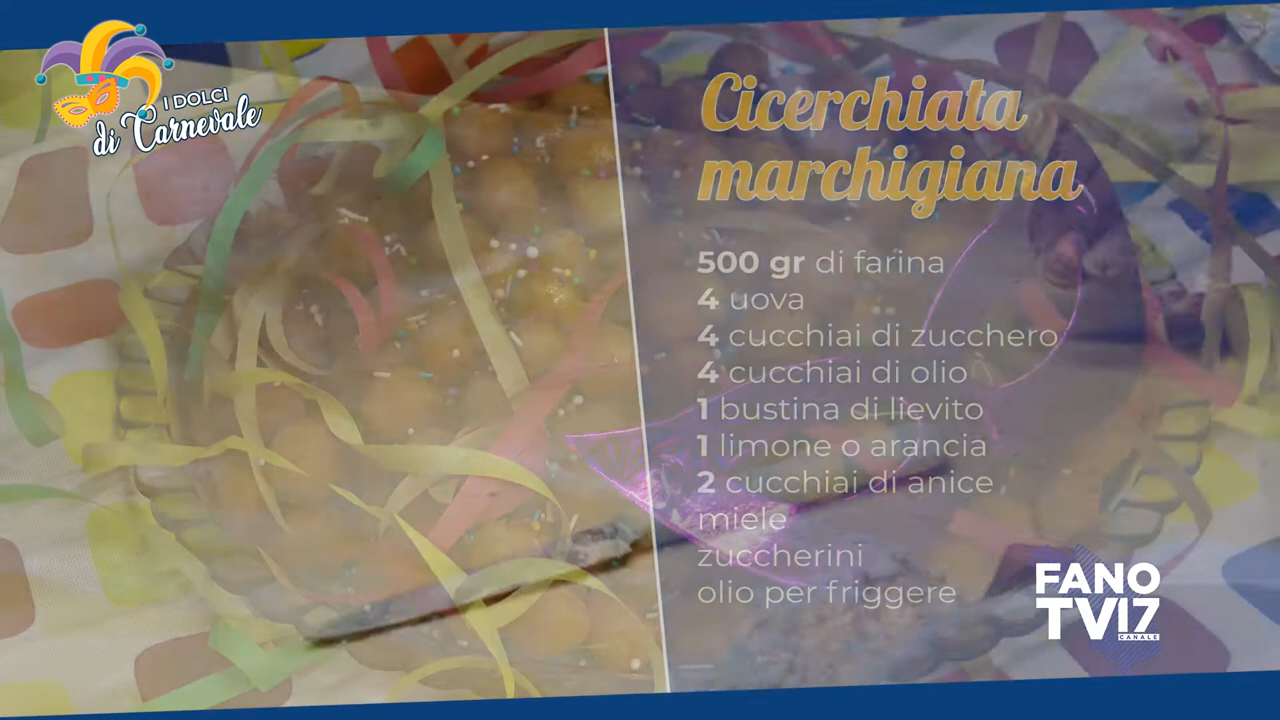 I DOLCI
di Carnevale
Cicerchiata
marchigiana
500 gr di farina
4 uova
4 cucchiai di zucchero
4 cucchiai di olio
1 bustina di lievito
1 limone o arancia
2 cucchiai di anice
miele
zuccherini
olio per friggere
FANO
TV17
CANALE